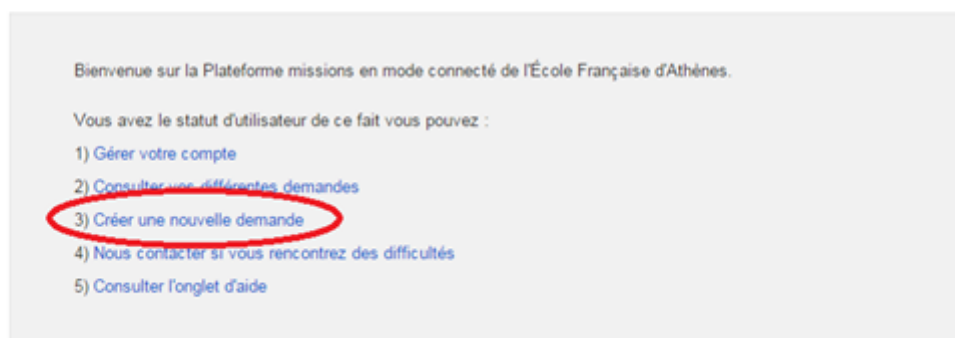 Bienvenue sur la Plateforme missions en mode connecté de l'École Française d'Athènes.
Vous avez le statut d'utilisateur de ce fait vous pouvez :
1) Gérer votre compte
2) Consulter vos différentes demandes
3) Créer une nouvelle demande
4) Nous contacter si vous rencontrez des difficultés
5) Consulter l'onglet d'aide